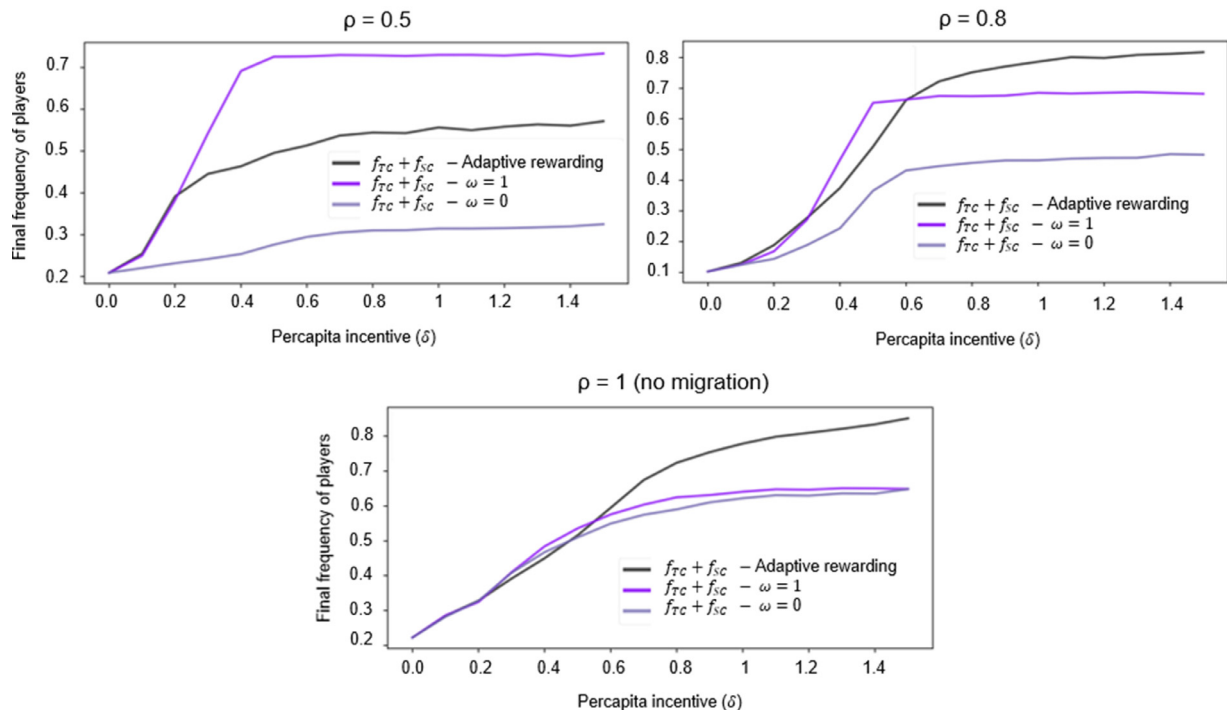 ρ = 0.5
Final frequency of players
0.7
0.6
0.5
0.4
0.3
0.2
f_TC + f_SC – Adaptive rewarding
f_TC + f_SC – ω = 1
f_TC + f_SC – ω = 0
0.0 0.2 0.4 0.6 0.8 1 1.2 1.4
Percapita incentive (δ)
ρ = 0.8
0.8
0.7
0.6
0.5
0.4
0.3
0.2
0.1
f_TC + f_SC – Adaptive rewarding
f_TC + f_SC – ω = 1
f_TC + f_SC – ω = 0
0.0 0.2 0.4 0.6 0.8 1 1.2 1.4
Percapita incentive (δ)
ρ = 1 (no migration)
Final frequency of players
0.8
0.7
0.6
0.5
0.4
0.3
0.2
f_TC + f_SC – Adaptive rewarding
f_TC + f_SC – ω = 1
f_TC + f_SC – ω = 0
0.0 0.2 0.4 0.6 0.8 1 1.2 1.4
Percapita incentive (δ)